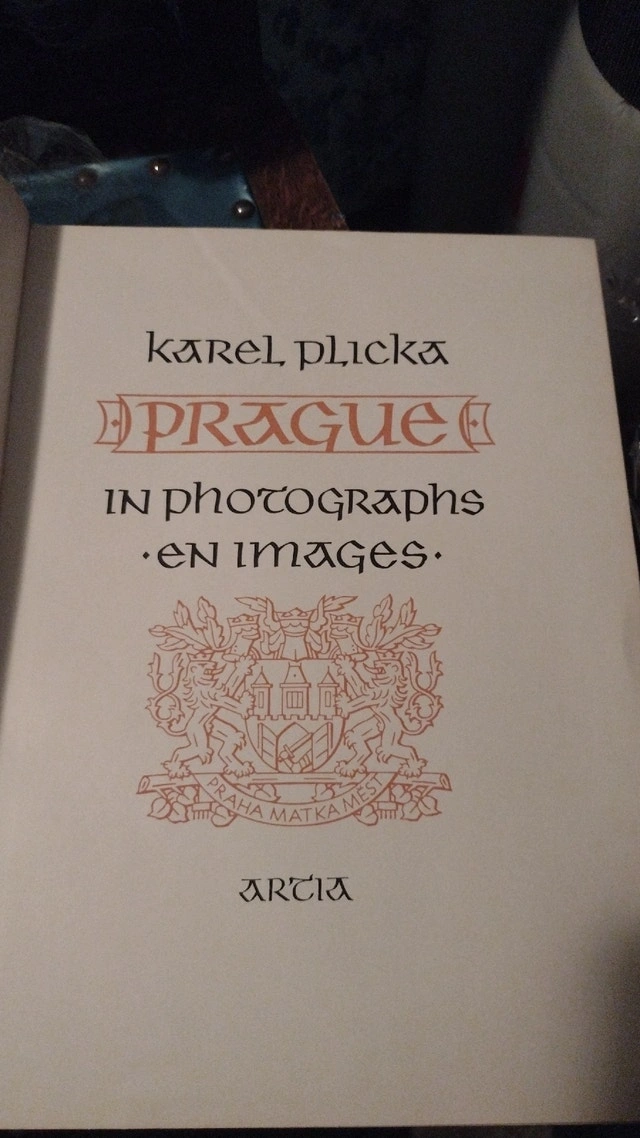 Karel Plicka
PRAGUE
IN photographs
·EN IMAGES·
PRAHA MATKA MĚST
ARTIA